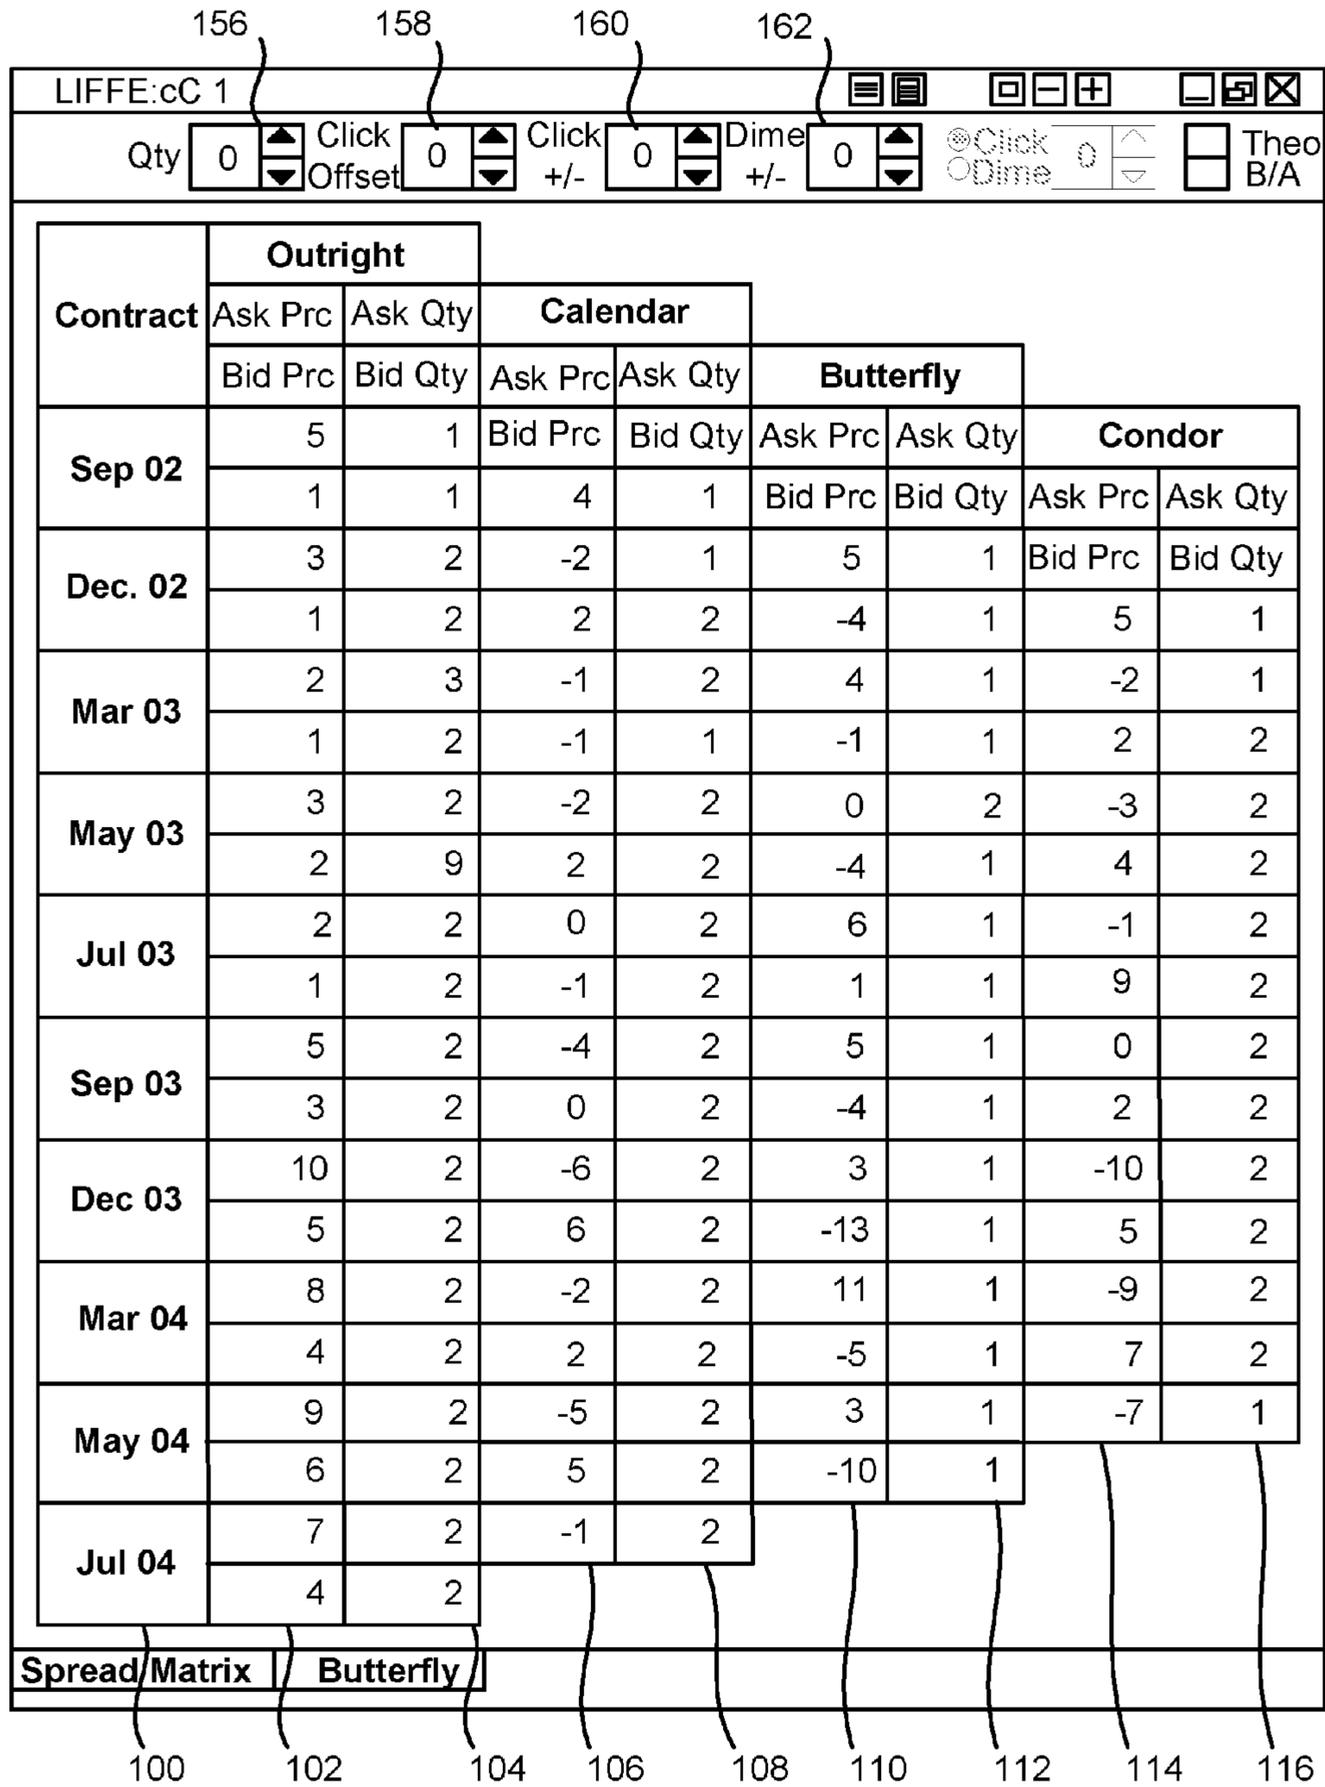 156 158 160 162
LIFFE:cC 1
Qty 0 Click Offset 0 Click +/- 0 Dime +/- 0 Click Dime 0 Theo B/A
Outright
Contract Ask Prc Ask Qty Calendar
Bid Prc Bid Qty Ask Prc Ask Qty Butterfly
Sep 02 5 1 Bid Prc Bid Qty Ask Prc Ask Qty Condor
1 1 4 1 Bid Prc Bid Qty Ask Prc Ask Qty
Dec. 02 3 2 -2 1 5 1 Bid Prc Bid Qty
1 2 2 2 -4 1 5 1
Mar 03 2 3 -1 2 4 1 -2 1
1 2 -1 1 -1 1 2 2
May 03 3 2 -2 2 0 2 -3 2
2 9 2 2 -4 1 4 2
Jul 03 2 2 0 2 6 1 -1 2
1 2 -1 2 1 1 9 2
Sep 03 5 2 -4 2 5 1 0 2
3 2 0 2 -4 1 2 2
Dec 03 10 2 -6 2 3 1 -10 2
5 2 6 2 -13 1 5 2
Mar 04 8 2 -2 2 11 1 -9 2
4 2 2 2 -5 1 7 2
May 04 9 2 -5 2 3 1 -7 1
6 2 5 2 -10 1
Jul 04 7 2 -1 2
4 2
Spread Matrix Butterfly
100 102 104 106 108 110 112 114 116